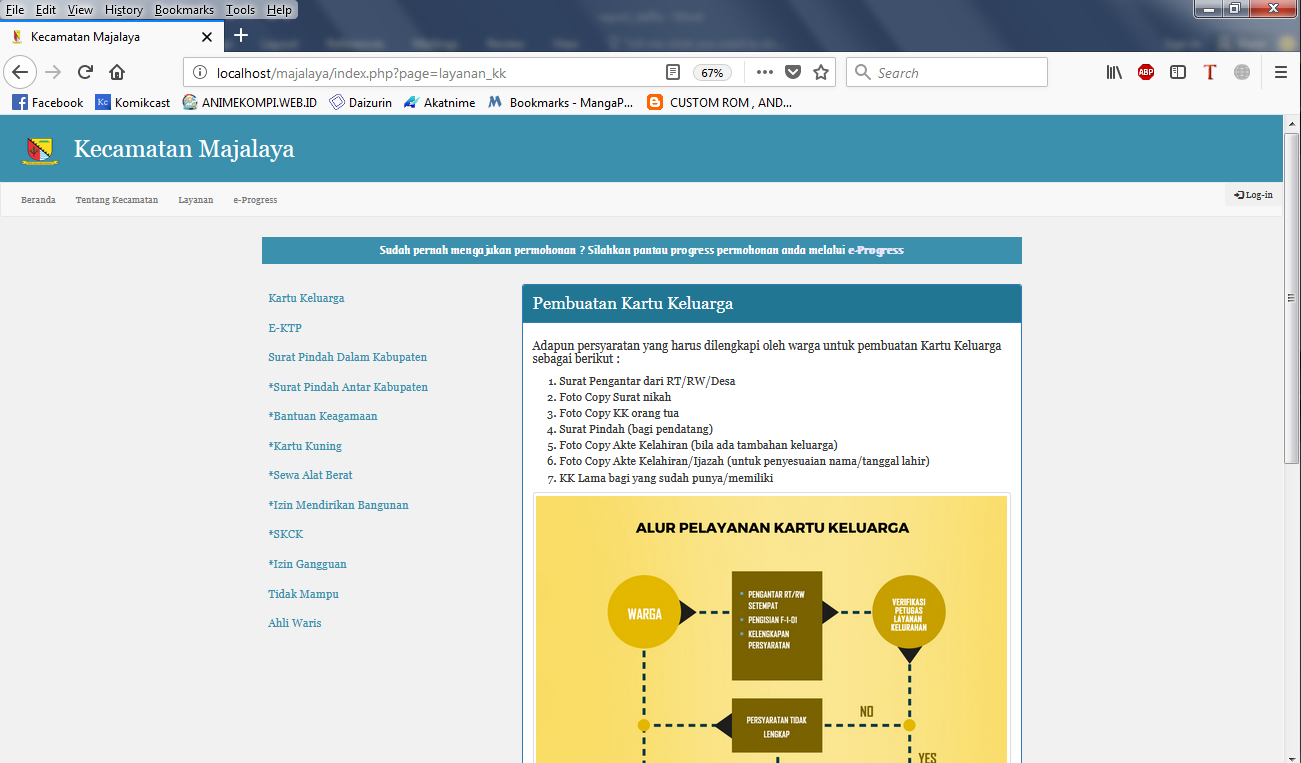 File Edit View History Bookmarks Tools Help
Kecamatan Majalaya
localhost/majalaya/index.php?page=layanan_kk
67%
Search
ABP
Facebook
Kc Komikcast
ANIMEKOMPI.WEB.ID
Daizurin
Akatnime
Bookmarks - MangaP...
CUSTOM ROM , AND...
Kecamatan Majalaya
Beranda Tentang Kecamatan Layanan e-Progress
Log-in
Sudah pernah mengajukan permohonan ? Silahkan pantau progress permohonan anda melalui e-Progress
Kartu Keluarga
E-KTP
Surat Pindah Dalam Kabupaten
*Surat Pindah Antar Kabupaten
*Bantuan Keagamaan
*Kartu Kuning
*Sewa Alat Berat
*Izin Mendirikan Bangunan
*SKCK
*Izin Gangguan
Tidak Mampu
Ahli Waris
Pembuatan Kartu Keluarga
Adapun persyaratan yang harus dilengkapi oleh warga untuk pembuatan Kartu Keluarga
sebagai berikut :
1. Surat Pengantar dari RT/RW/Desa
2. Foto Copy Surat nikah
3. Foto Copy KK orang tua
4. Surat Pindah (bagi pendatang)
5. Foto Copy Akte Kelahiran (bila ada tambahan keluarga)
6. Foto Copy Akte Kelahiran/Ijazah (untuk penyesuaian nama/tanggal lahir)
7. KK Lama bagi yang sudah punya/memiliki
ALUR PELAYANAN KARTU KELUARGA
WARGA
• PENGANTAR RT/RW
SETEMPAT
• PENGISIAN F-1-01
• KELENGKAPAN
PERSYARATAN
VERIFIKASI
PETUGAS
LAYANAN
KELURAHAN
PERSYARATAN TIDAK
LENGKAP
NO
YES